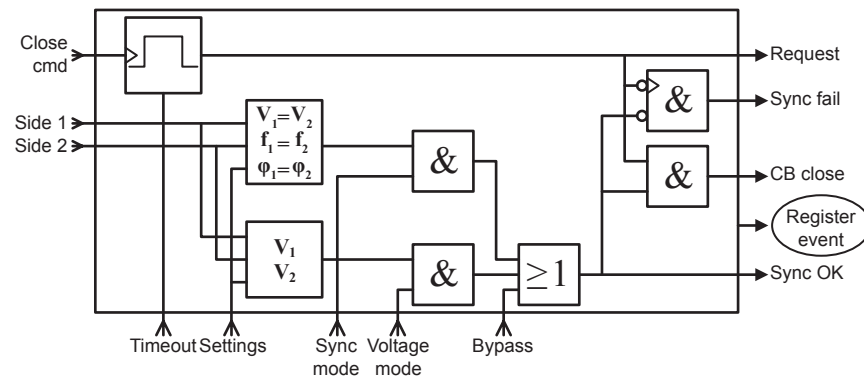 Close
cmd
Request
Side 1
Side 2
V₁=V₂
f₁ = f₂
φ₁=φ₂
&
&
Sync fail
&
CB close
V₁
V₂
&
≥1
Register
event
Sync OK
Timeout
Settings
Sync
mode
Voltage
mode
Bypass